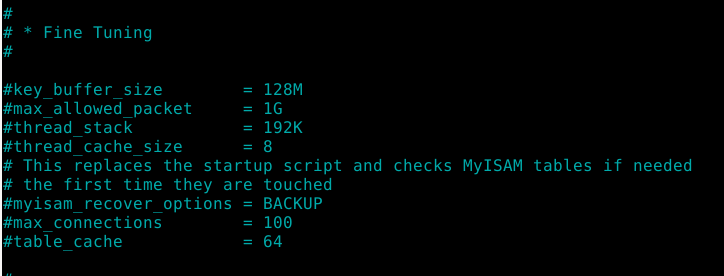 #
# * Fine Tuning
#
#key_buffer_size        = 128M
#max_allowed_packet     = 1G
#thread_stack           = 192K
#thread_cache_size      = 8
# This replaces the startup script and checks MyISAM tables if needed
# the first time they are touched
#myisam_recover_options = BACKUP
#max_connections        = 100
#table_cache            = 64
#